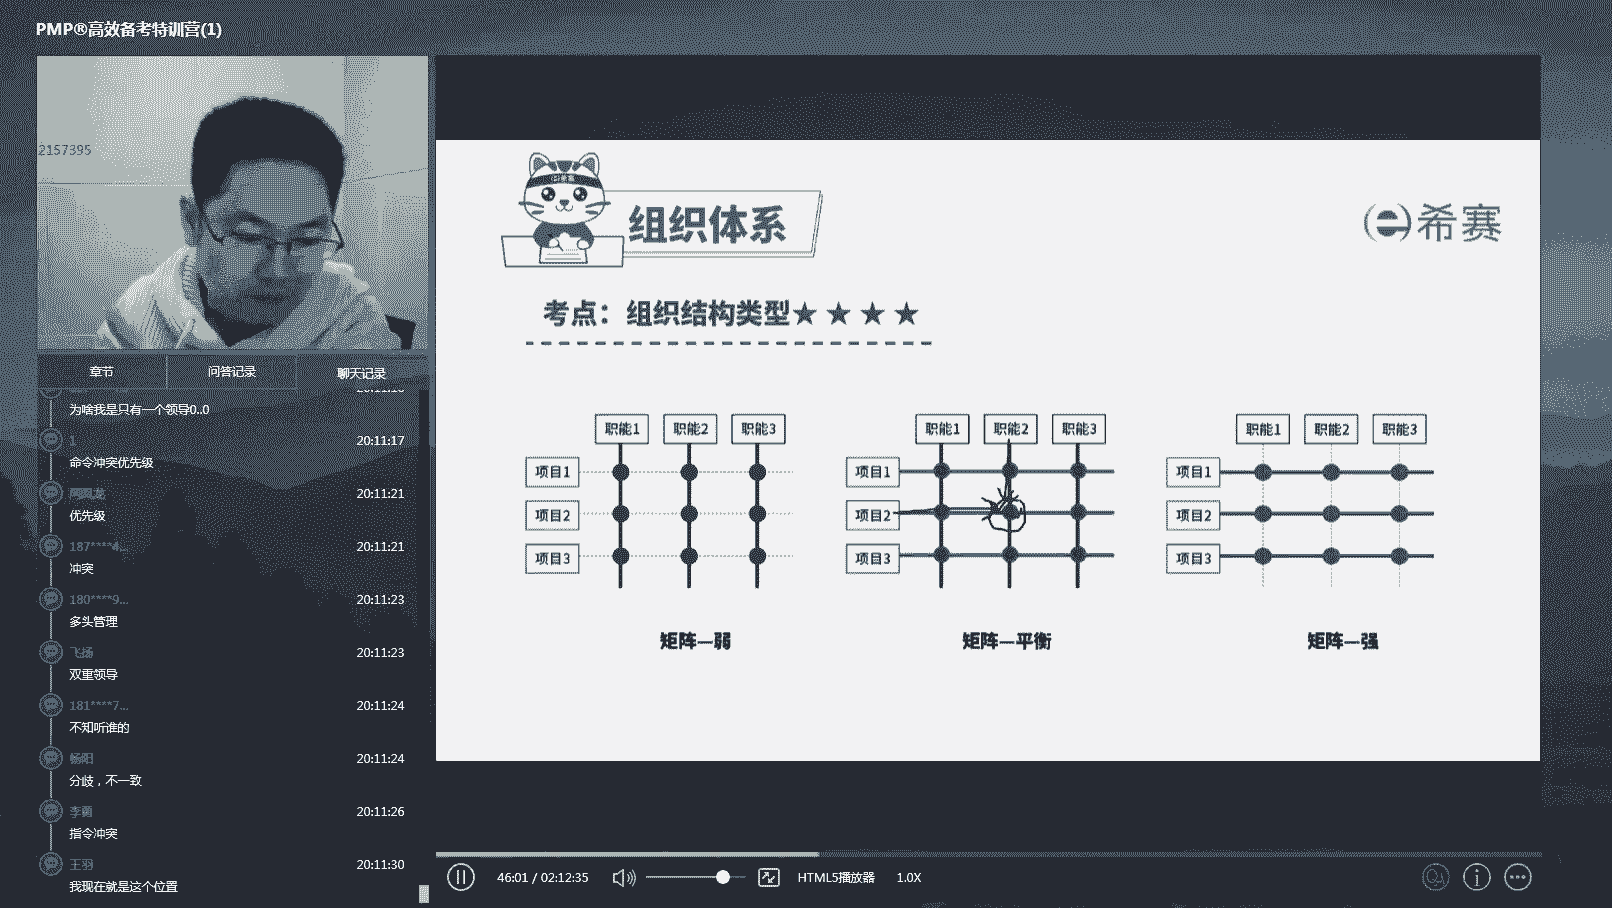 PMP®高效备考特训营(1)
2157395
章节
问答记录
聊天记录
为啥我是只有一个领导0..0
1
20:11:17
命令冲突优先级
20:11:21
优先级
187****4...
20:11:21
冲突
180****9...
20:11:23
多头管理
飞扬
20:11:23
双重领导
181****7...
20:11:24
不知听谁的
杨阳
20:11:24
分歧，不一致
李勇
20:11:26
指令冲突
王羽
20:11:30
我现在就是这个位置
组织体系
希赛
考点：组织结构类型★★★★
职能1 职能2 职能3
项目1
项目2
项目3
矩阵—弱
职能1 职能2 职能3
项目1
项目2
项目3
矩阵—平衡
职能1 职能2 职能3
项目1
项目2
项目3
矩阵—强
46:01 / 02:12:35
HTML5播放器
1.0X